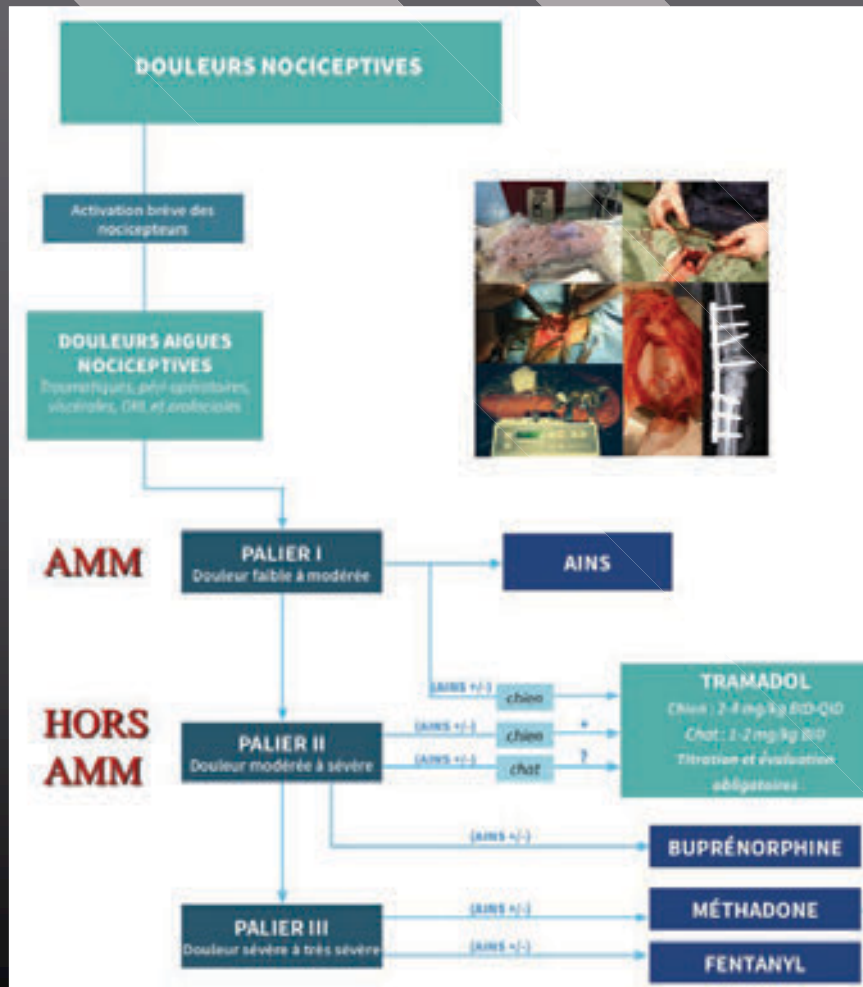 DOULEURS NOCICEPTIVES
Activation brève des
nocicepteurs
DOULEURS AIGUES
NOCICEPTIVES
Traumatiques, péri-opératoires,
viscérales, ORL et orofaciales
AMM
PALIER I
Douleur faible à modérée
AINS
(AINS +/-)
chien
HORS
AMM
PALIER II
Douleur modérée à sévère
(AINS +/-)
chien
+
(AINS +/-)
chat
?
TRAMADOL
Chien : 2-4 mg/kg BID-QID
Chat : 1-2 mg/kg BID
Titration et évaluation
obligatoires
(AINS +/-)
BUPRÉNORPHINE
PALIER III
Douleur sévère à très sévère
(AINS +/-)
MÉTHADONE
(AINS +/-)
FENTANYL